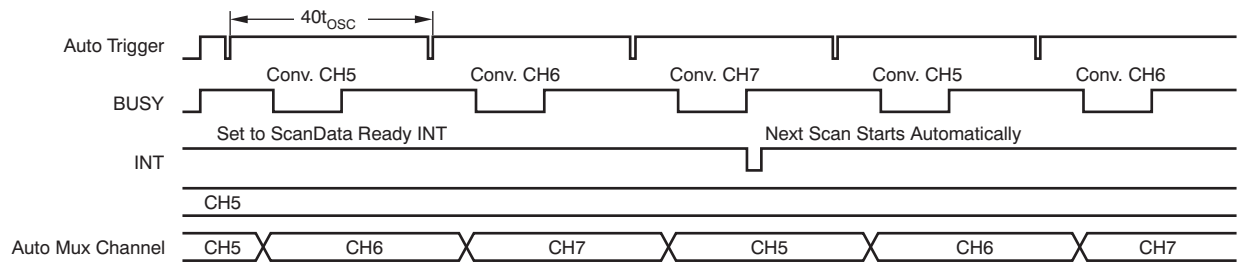 40tOSC
Auto Trigger
Conv. CH5 Conv. CH6 Conv. CH7 Conv. CH5 Conv. CH6
BUSY
Set to ScanData Ready INT Next Scan Starts Automatically
INT
CH5
Auto Mux Channel CH5 CH6 CH7 CH5 CH6 CH7